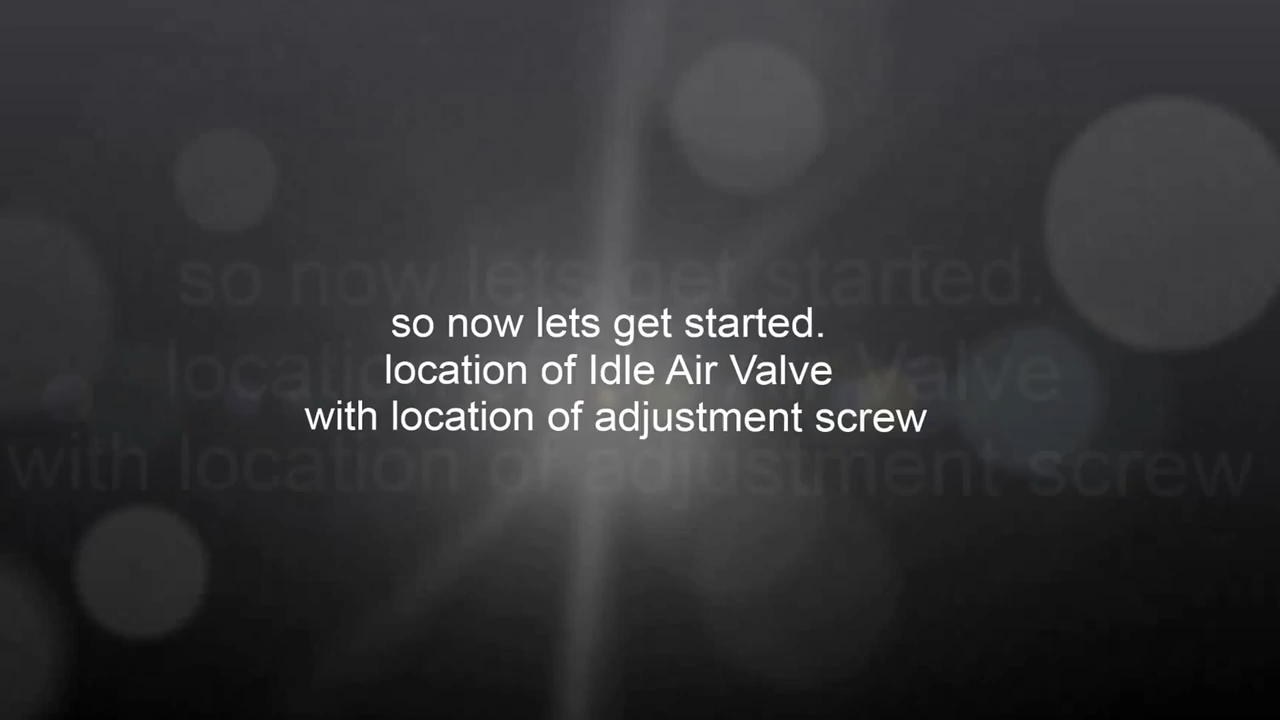 so now lets get started.
location of Idle Air Valve
with location of adjustment screw